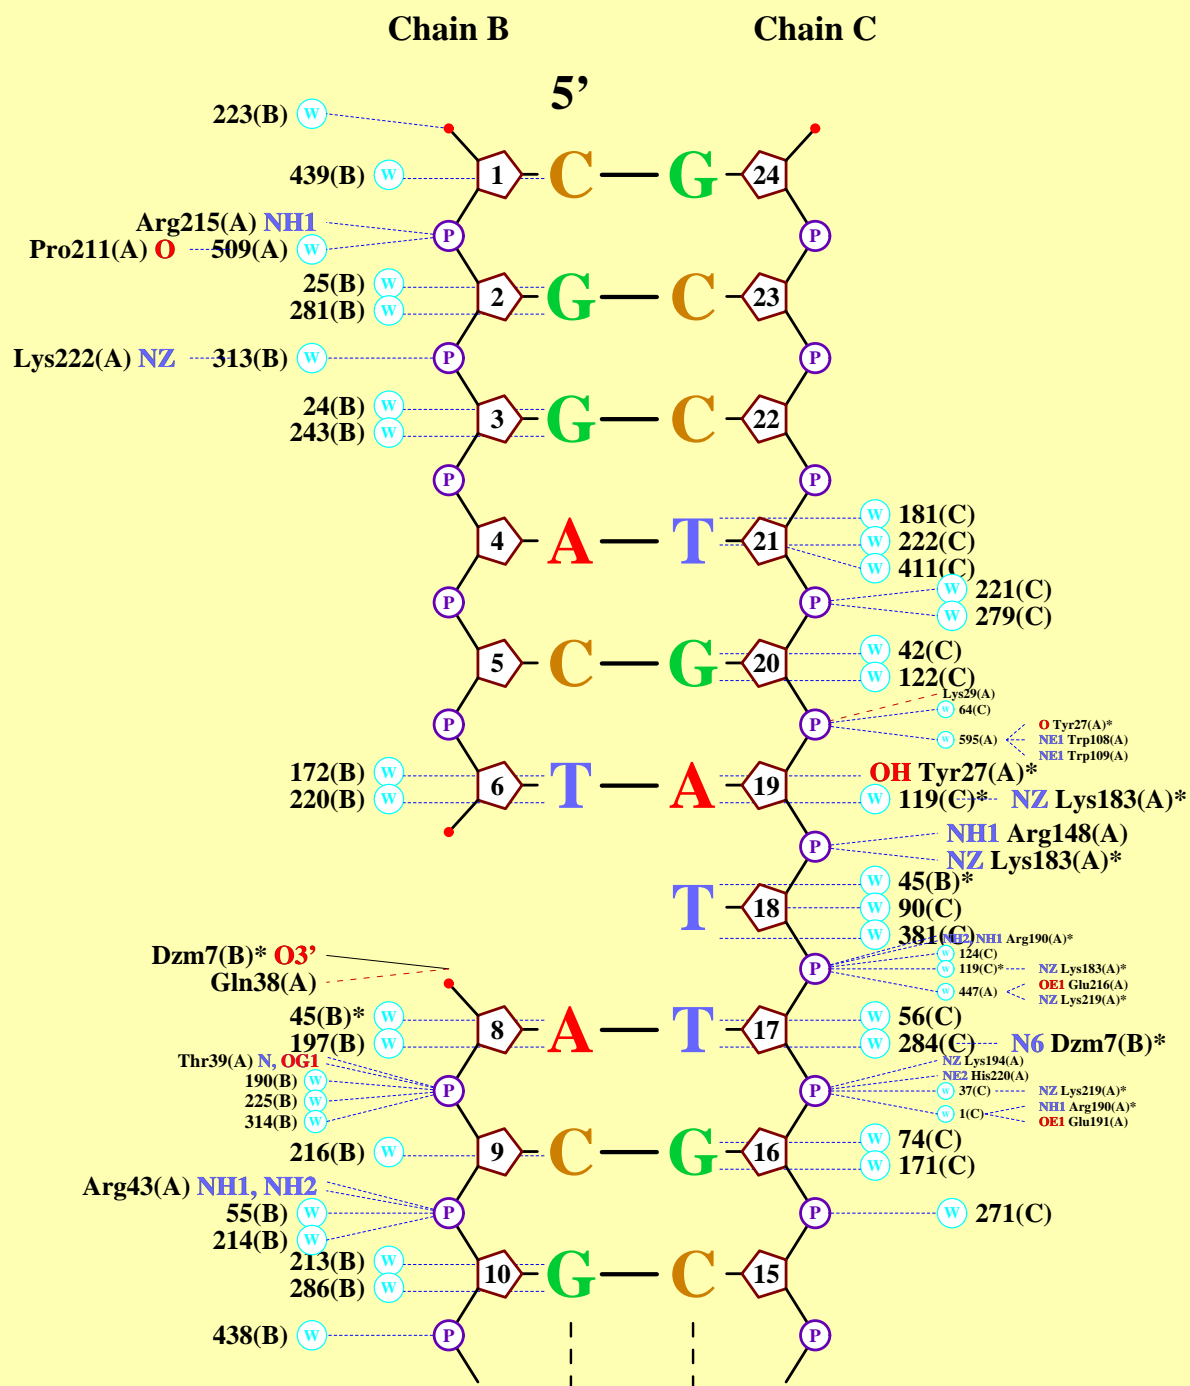 Chain B Chain C
5’
223(B) W
439(B) W 1 C G 24
Arg215(A) NH1 P P
Pro211(A) O 509(A) W
25(B) W 2 G C 23
281(B) W
Lys222(A) NZ 313(B) W P P
24(B) W 3 G C 22
243(B) W
P P
W 181(C)
4 A T 21 W 222(C)
W 411(C)
P P W 221(C)
W 279(C)
5 C G 20 W 42(C)
W 122(C)
Lys29(A)
P P W 64(C)
W 595(A) O Tyr27(A)*
NE1 Trp108(A)
NE1 Trp109(A)
172(B) W 6 T A 19 OH Tyr27(A)*
220(B) W W 119(C)* NZ Lys183(A)*
P NH1 Arg148(A)
NZ Lys183(A)*
W 45(B)*
T 18 W 90(C)
W 381(C)
NH2, NH1 Arg190(A)*
W 124(C)
Dzm7(B)* O3’ P W 119(C)* NZ Lys183(A)*
Gln38(A) W 447(A) OE1 Glu216(A)
NZ Lys219(A)*
45(B)* W 8 A T 17 W 56(C)
197(B) W W 284(C) N6 Dzm7(B)*
Thr39(A) N, OG1 NZ Lys194(A)
190(B) W P P NE2 His220(A)
225(B) W W 37(C) NZ Lys219(A)*
314(B) W W 1(C) NH1 Arg190(A)*
OE1 Glu191(A)
216(B) W 9 C G 16 W 74(C)
W 171(C)
Arg43(A) NH1, NH2
55(B) W P P W 271(C)
214(B) W
213(B) W 10 G C 15
286(B) W
438(B) W P P